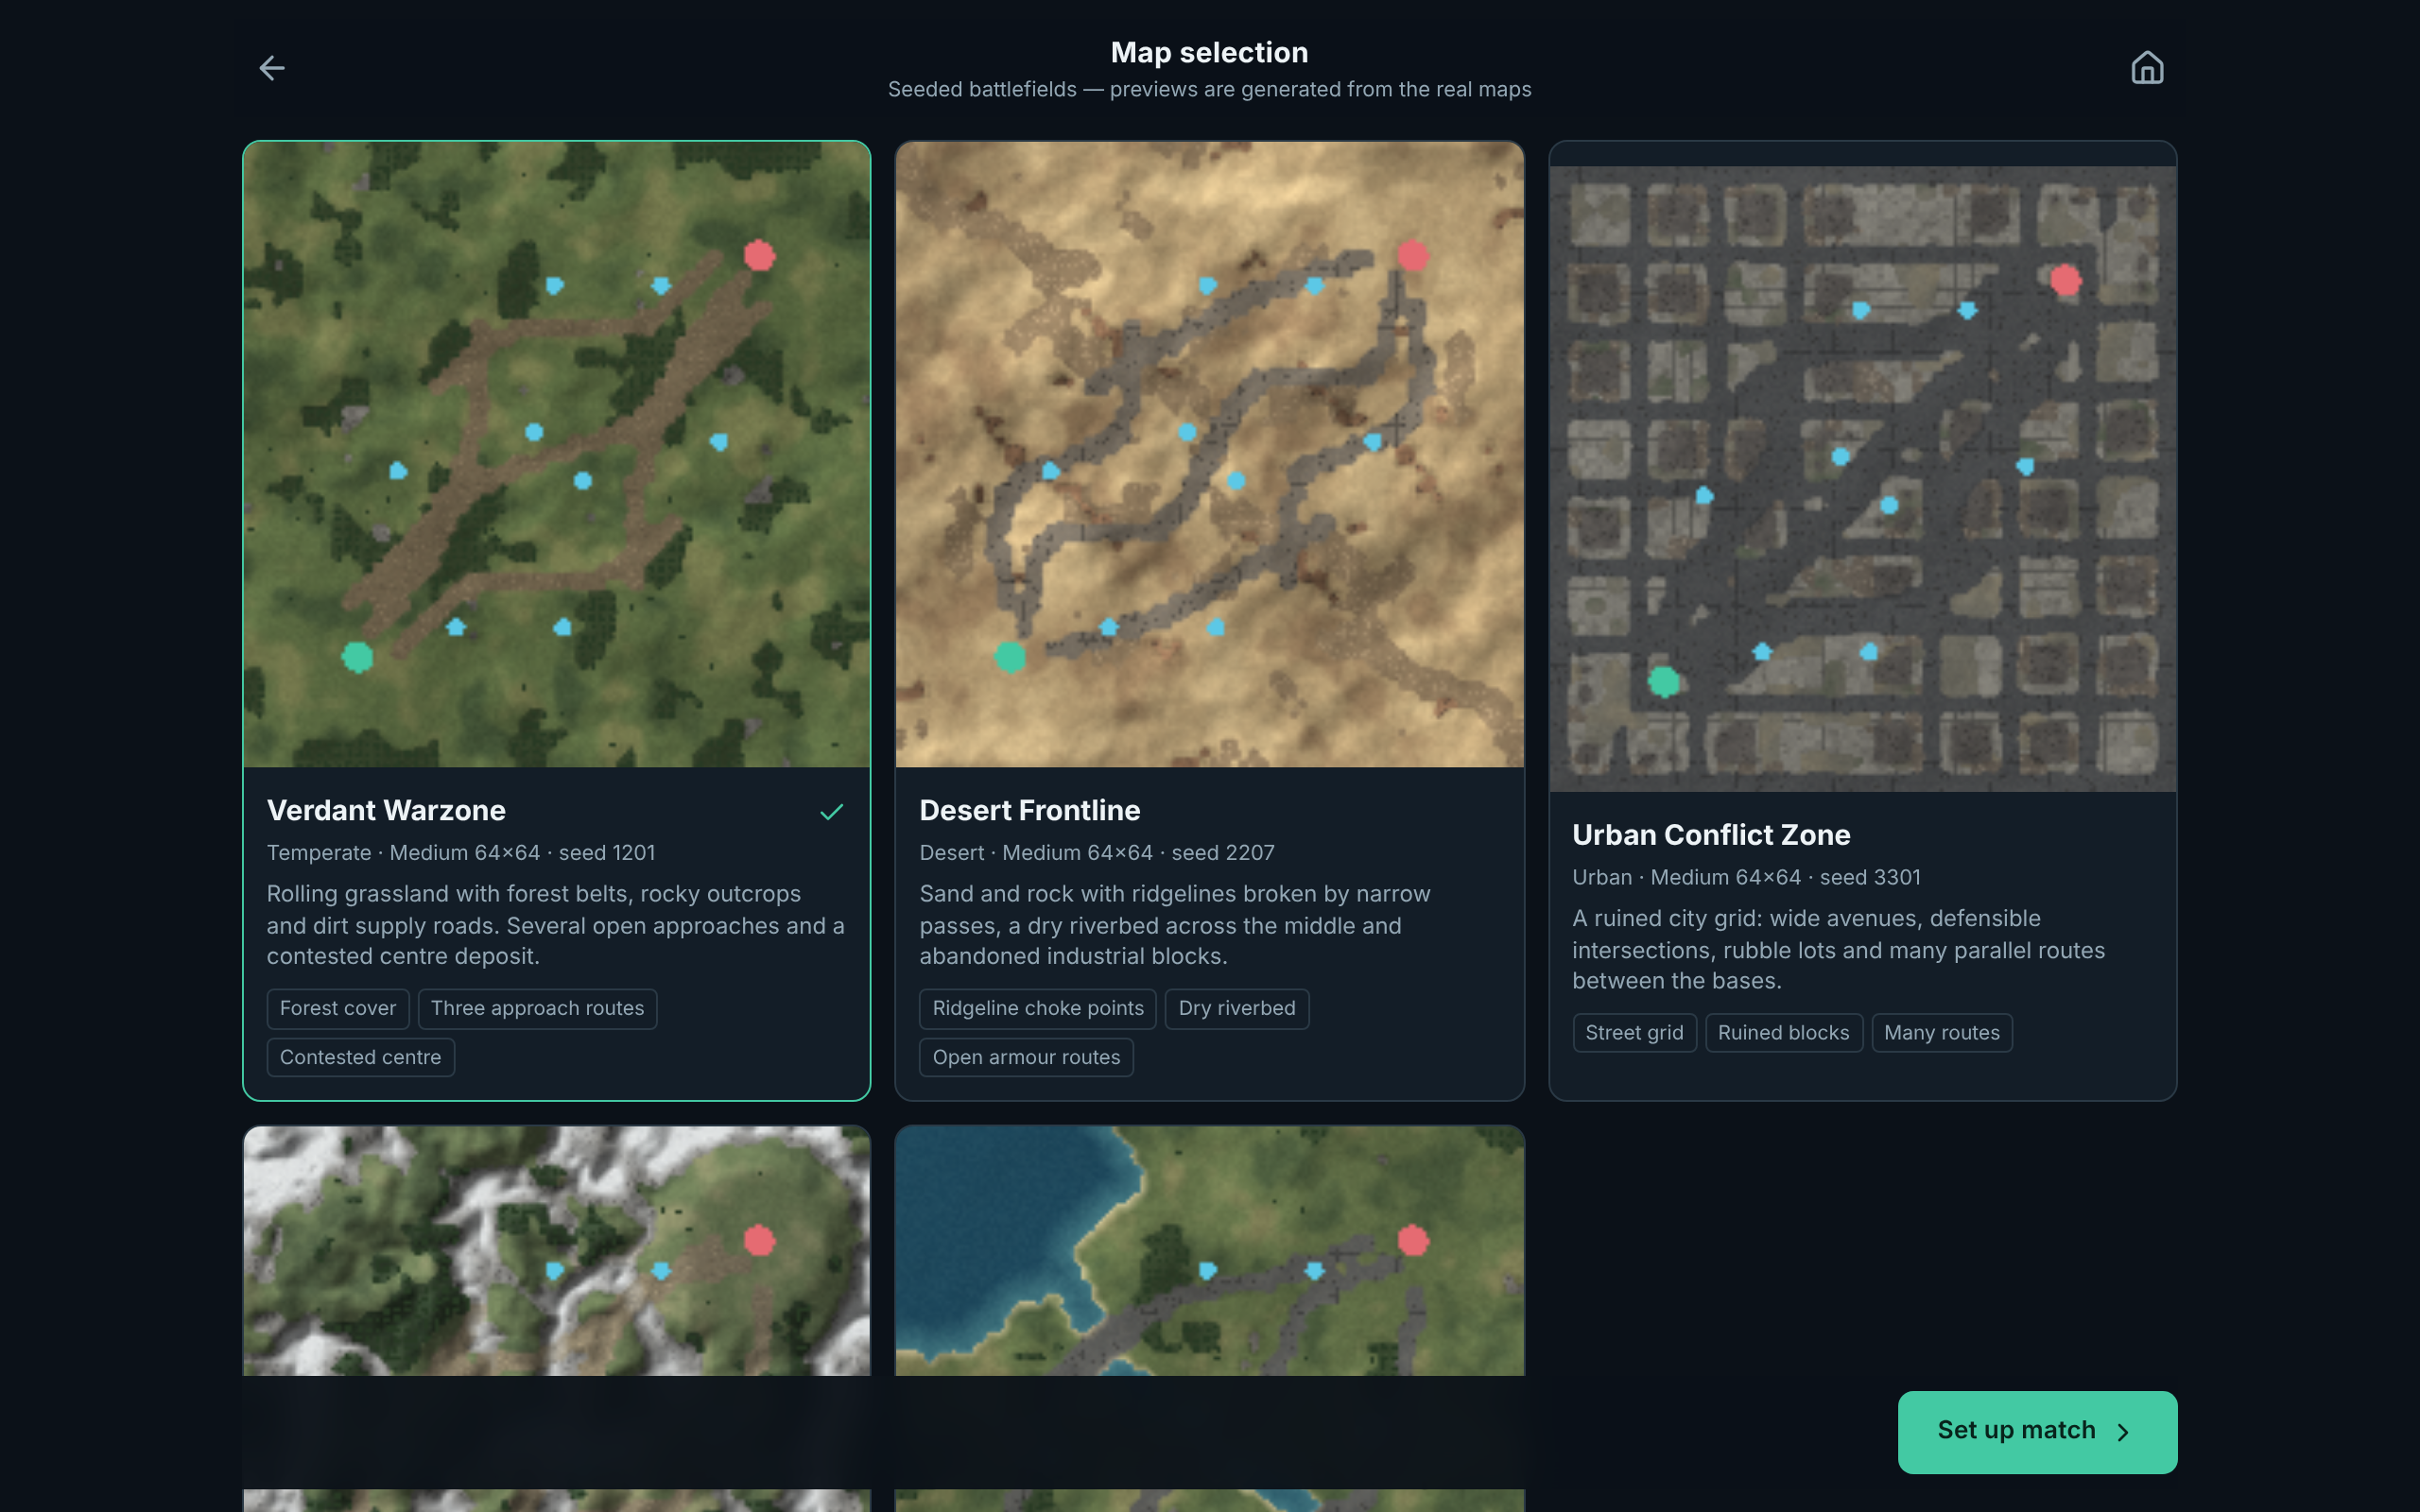 Map selection
Seeded battlefields — previews are generated from the real maps
Verdant Warzone
Temperate · Medium 64×64 · seed 1201
Rolling grassland with forest belts, rocky outcrops
and dirt supply roads. Several open approaches and a
contested centre deposit.
Forest cover
Three approach routes
Contested centre
Desert Frontline
Desert · Medium 64×64 · seed 2207
Sand and rock with ridgelines broken by narrow
passes, a dry riverbed across the middle and
abandoned industrial blocks.
Ridgeline choke points
Dry riverbed
Open armour routes
Urban Conflict Zone
Urban · Medium 64×64 · seed 3301
A ruined city grid: wide avenues, defensible
intersections, rubble lots and many parallel routes
between the bases.
Street grid
Ruined blocks
Many routes
Set up match